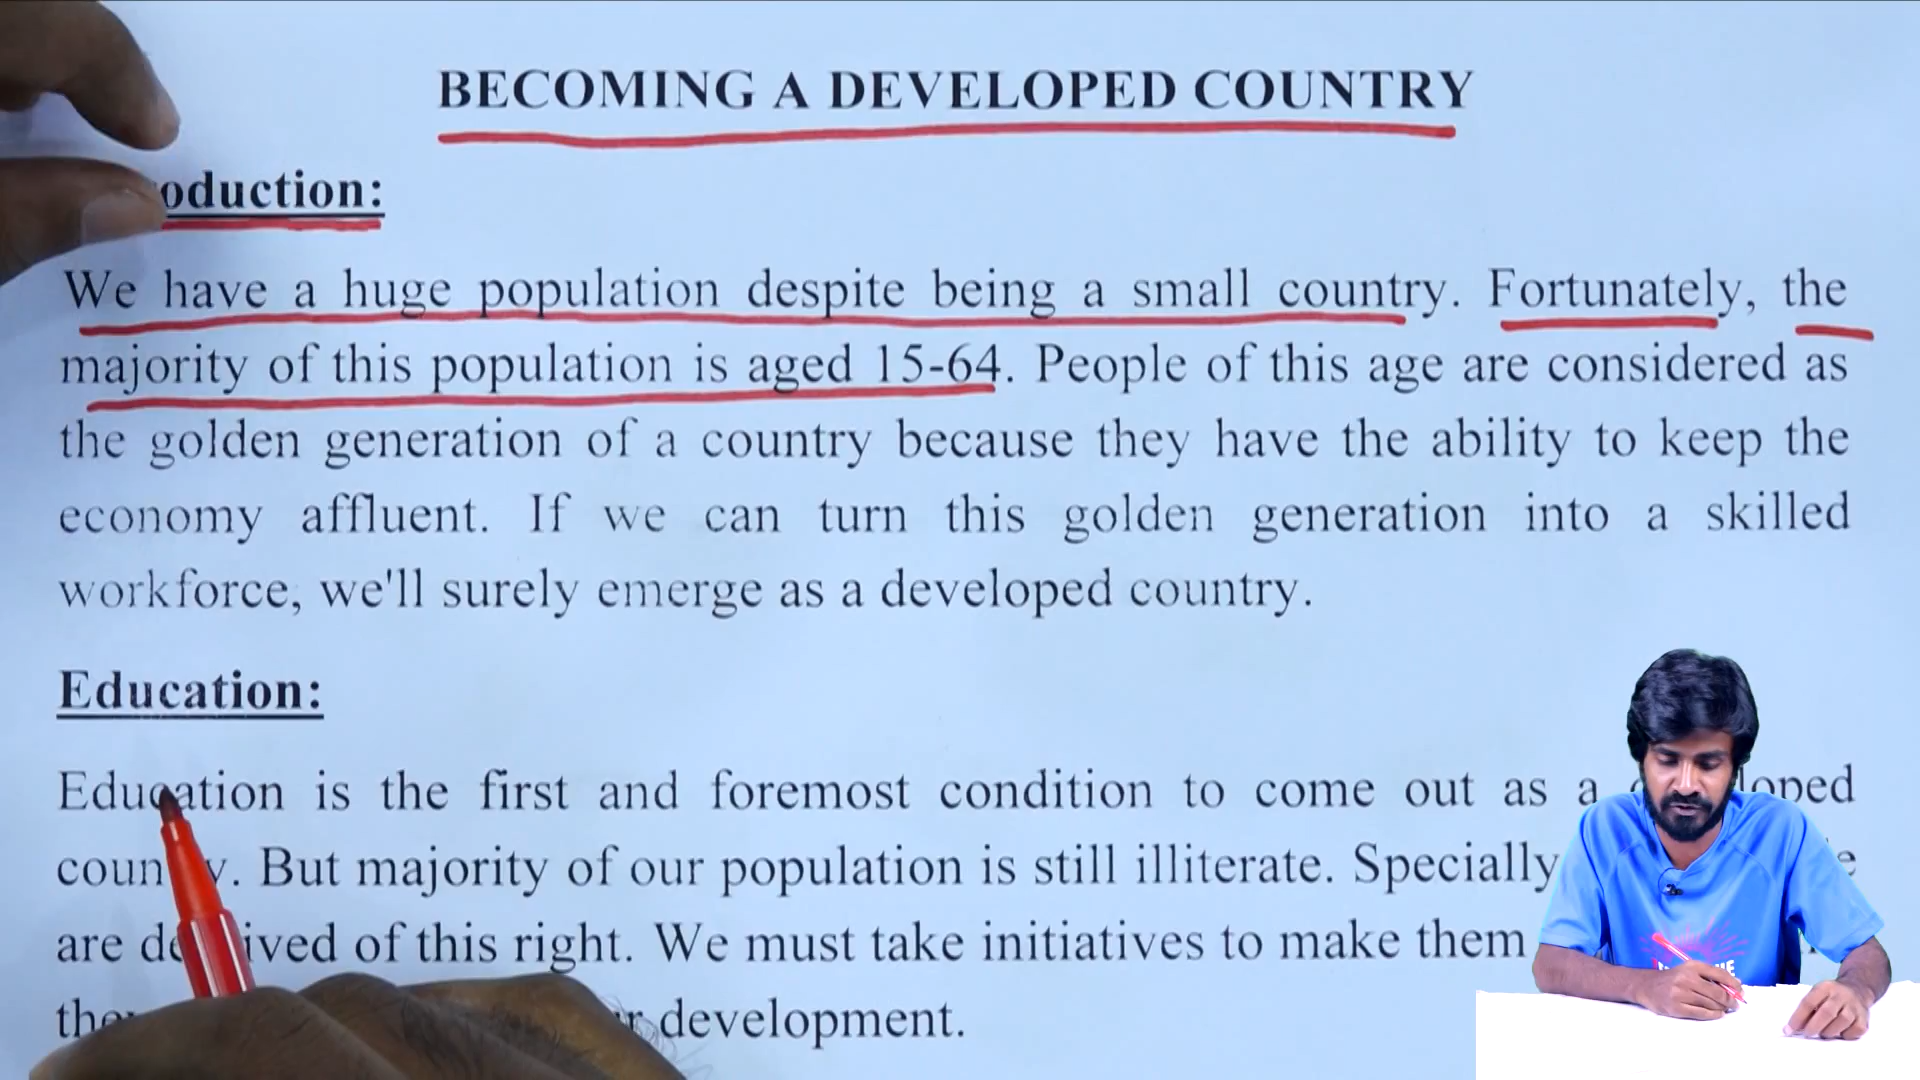 BECOMING A DEVELOPED COUNTRY
oduction:
We have a huge population despite being a small country. Fortunately, the
majority of this population is aged 15-64. People of this age are considered as
the golden generation of a country because they have the ability to keep the
economy affluent. If we can turn this golden generation into a skilled
workforce, we'll surely emerge as a developed country.
Education:
Education is the first and foremost condition to come out as a
. But majority of our population is still illiterate. Specially
are of this right. We must take initiatives to make them
development.